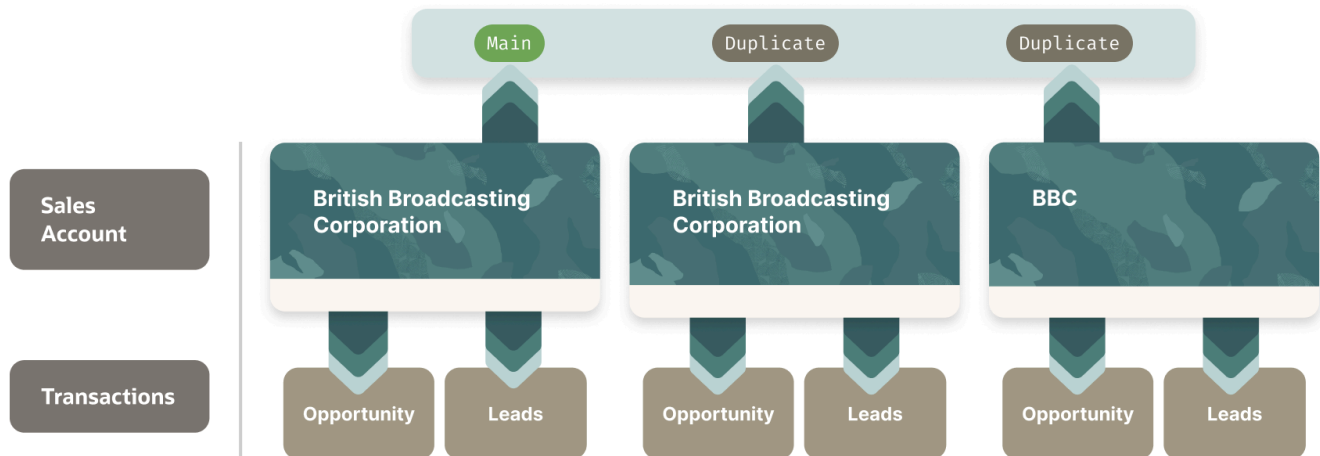 Main
Duplicate
Duplicate
Sales
Account
British Broadcasting
Corporation
British Broadcasting
Corporation
BBC
Transactions
Opportunity
Leads
Opportunity
Leads
Opportunity
Leads